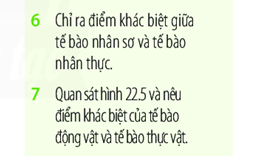 6 Chỉ ra điểm khác biệt giữa
tế bào nhân sơ và tế bào
nhân thực.
7 Quan sát hình 22.5 và nêu
điểm khác biệt của tế bào
động vật và tế bào thực vật.